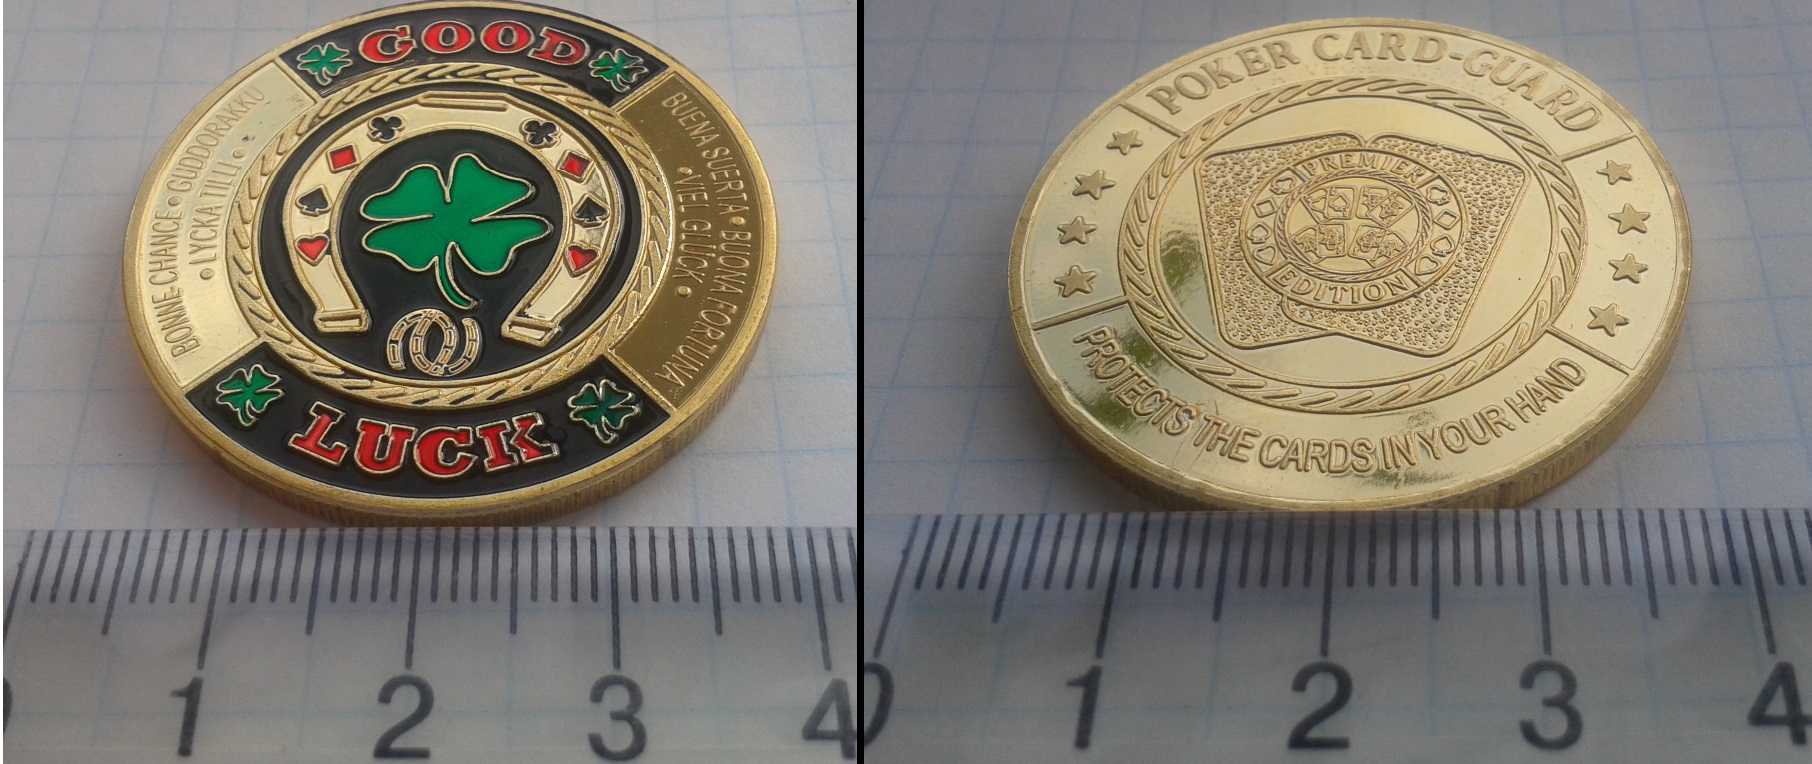 GOOD
BONNE-CHANCE•GUDDORAKKU
•LYCKA TILL•
BUENA SUERTA•BUONA FORTUNA
•VIEL GLÜCK•
LUCK
1 2 3 4
POKER CARD-GUARD
PREMIER
EDITION
PROTECTS THE CARDS IN YOUR HAND
0 1 2 3 4